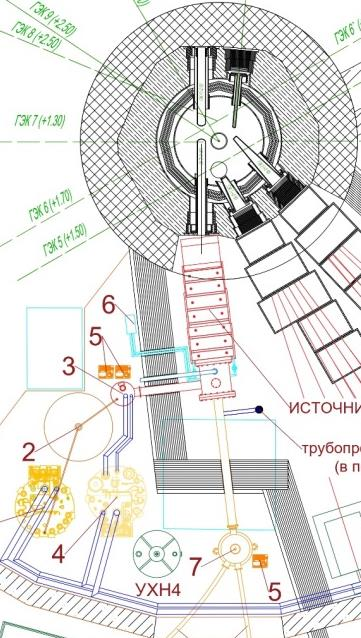 ГЭК 9 (+2.50)
ГЭК 8 (+2.50)
ГЭК 6'
ГЭК 7 (+1.30)
ГЭК 6 (+1.70)
ГЭК 5 (+1.50)
6
5
3
ИСТОЧНИ
2
трубопро
(в п
4
7
УХН4
5